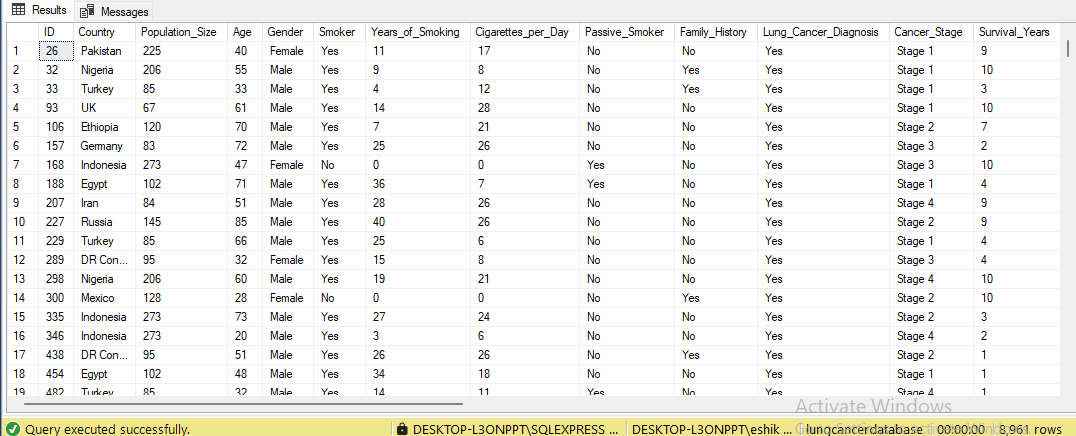 Results Messages
ID Country Population_Size Age Gender Smoker Years_of_Smoking Cigarettes_per_Day Passive_Smoker Family_History Lung_Cancer_Diagnosis Cancer_Stage Survival_Years
1 26 Pakistan 225 40 Female Yes 11 17 No No Yes Stage 1 9
2 32 Nigeria 206 55 Male Yes 9 8 No Yes Yes Stage 1 10
3 33 Turkey 85 33 Male Yes 4 12 No Yes Yes Stage 1 3
4 93 UK 67 61 Male Yes 14 28 No No Yes Stage 1 10
5 106 Ethiopia 120 70 Male Yes 7 21 No No Yes Stage 2 7
6 157 Germany 83 72 Male Yes 25 26 No No Yes Stage 3 2
7 168 Indonesia 273 47 Female No 0 0 Yes No Yes Stage 3 10
8 188 Egypt 102 71 Male Yes 36 7 Yes No Yes Stage 1 4
9 207 Iran 84 51 Male Yes 28 26 No No Yes Stage 4 9
10 227 Russia 145 85 Male Yes 40 26 No No Yes Stage 2 9
11 229 Turkey 85 66 Male Yes 25 6 No No Yes Stage 1 4
12 289 DR Con... 95 32 Female Yes 15 8 No No Yes Stage 3 4
13 298 Nigeria 206 60 Male Yes 19 21 No No Yes Stage 4 10
14 300 Mexico 128 28 Female No 0 0 No Yes Yes Stage 2 10
15 335 Indonesia 273 73 Male Yes 27 24 No No Yes Stage 2 3
16 346 Indonesia 273 20 Male Yes 3 6 No No Yes Stage 4 2
17 438 DR Con... 95 51 Male Yes 26 26 No Yes Yes Stage 2 1
18 454 Egypt 102 48 Male Yes 34 18 No No Yes Stage 1 1
19 482 Turkey 85 32 Male Yes 14 11 Yes No Yes Stage 4 1
Activate Windows
Query executed successfully. DESKTOP-L3ONPPT\SQLEXPRESS ... DESKTOP-L3ONPPT\eshik ... lungcancerdatabase 00:00:00 8,961 rows